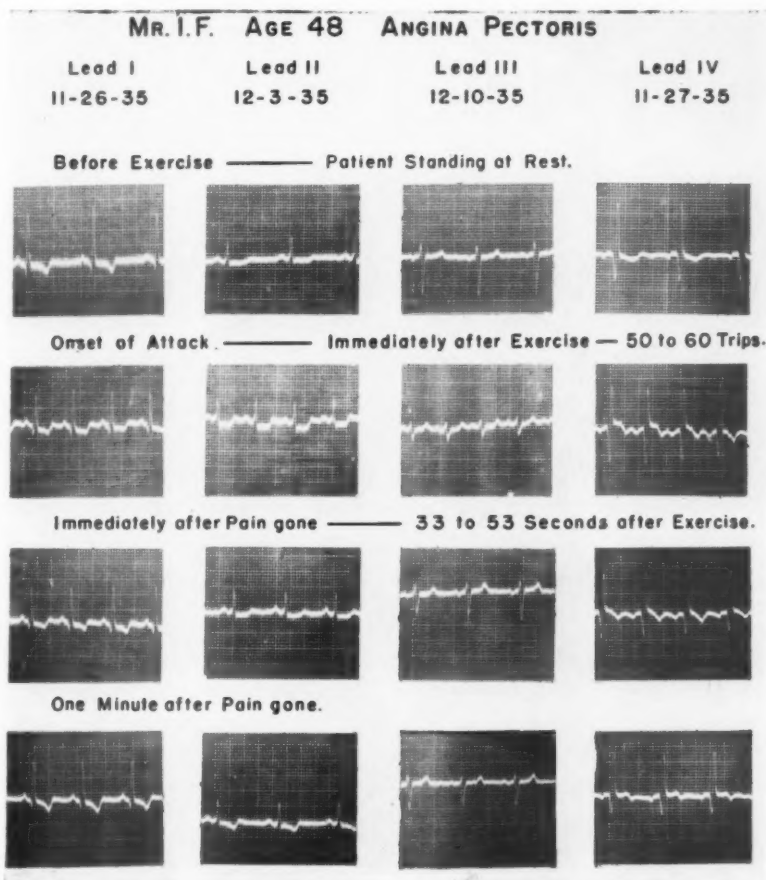 MR. I.F. AGE 48 ANGINA PECTORIS
Lead I Lead II Lead III Lead IV
11-26-35 12-3-35 12-10-35 11-27-35
Before Exercise —— Patient Standing at Rest.
Onset of Attack. —— Immediately after Exercise — 50 to 60 Trips.
Immediately after Pain gone —— 33 to 53 Seconds after Exercise.
One Minute after Pain gone.